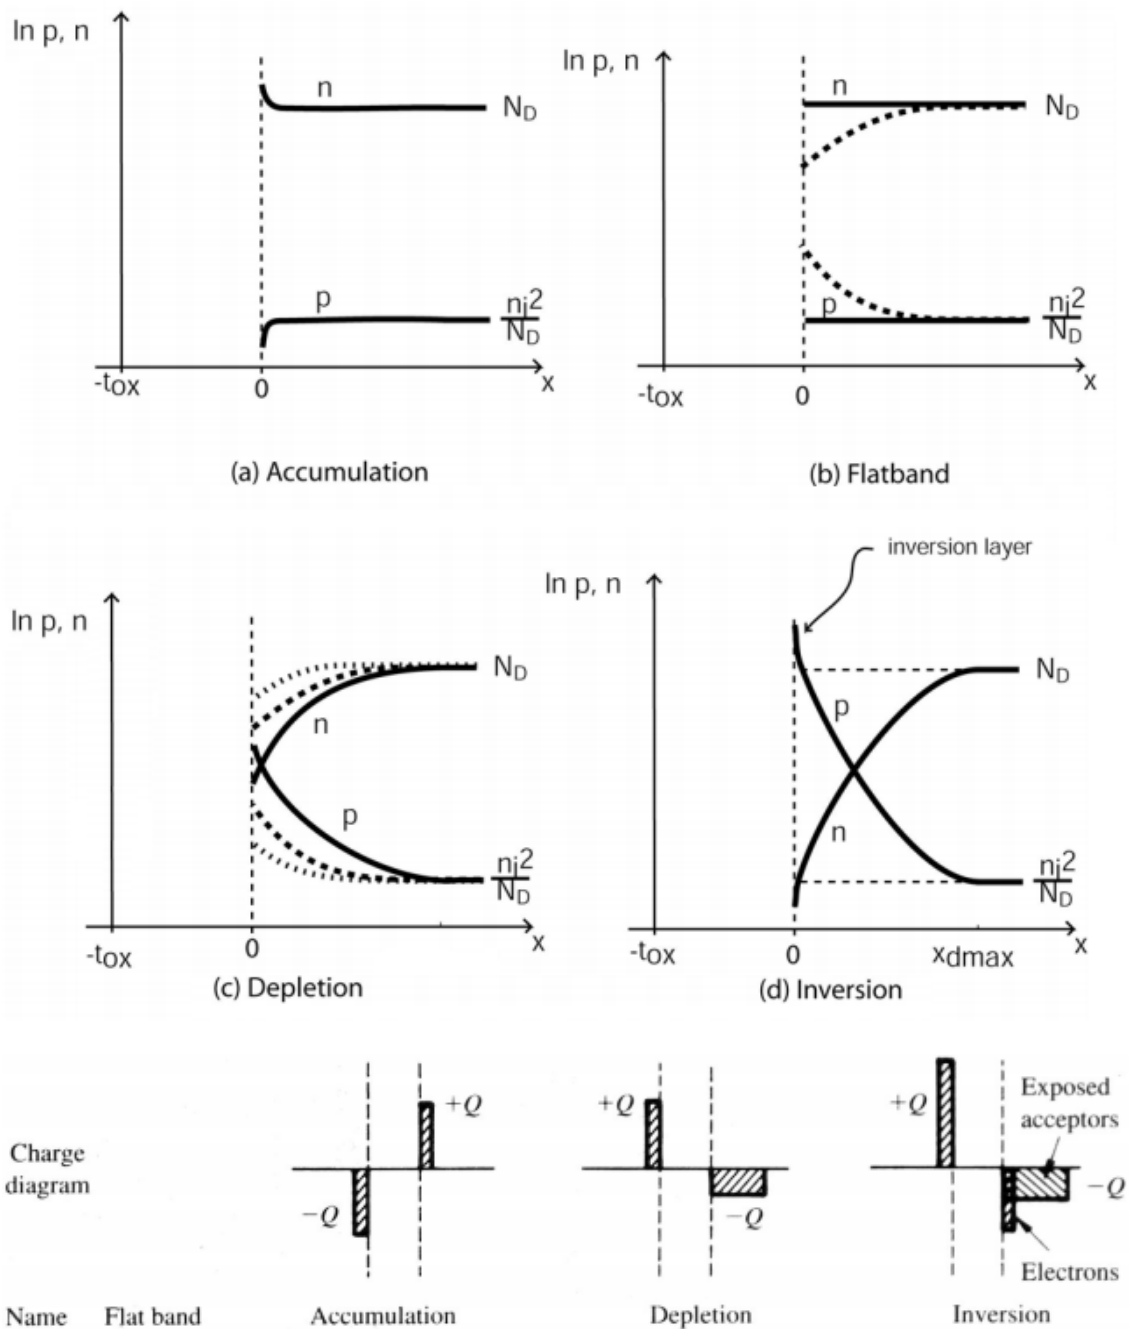 ln p, n
n
N_D
p
n_i^2
N_D
-t_ox
0
x
(a) Accumulation
ln p, n
n
N_D
p
n_i^2
N_D
-t_ox
0
x
(b) Flatband
ln p, n
N_D
n
p
n_i^2
N_D
-t_ox
0
x
(c) Depletion
inversion layer
ln p, n
N_D
p
n
n_i^2
N_D
-t_ox
0
x_dmax
x
(d) Inversion
Charge
diagram
+Q
-Q
+Q
-Q
+Q
Exposed
acceptors
-Q
Electrons
Name Flat band Accumulation Depletion Inversion